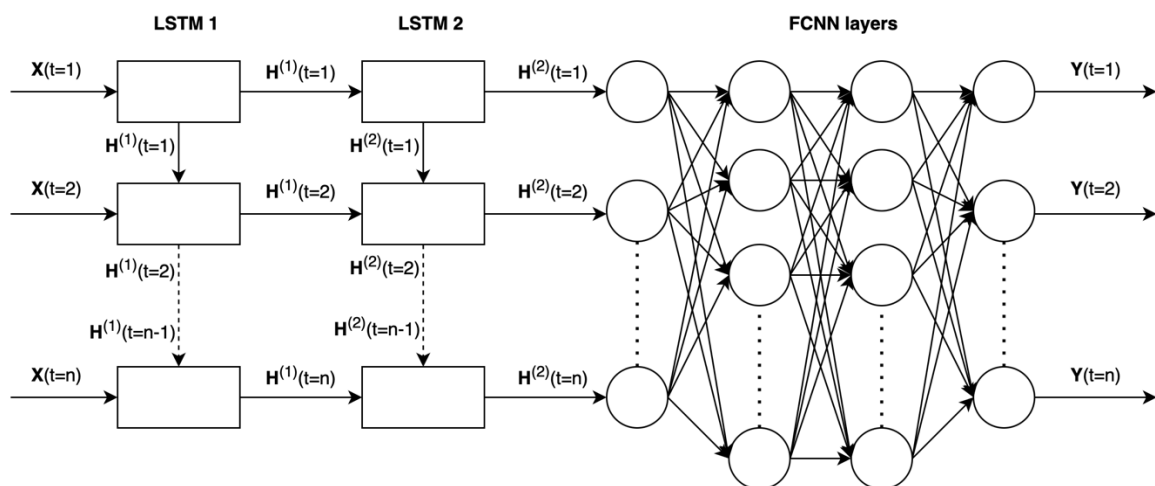 LSTM 1 LSTM 2 FCNN layers
X(t=1) H(1)(t=1) H(2)(t=1) Y(t=1)
H(1)(t=1) H(2)(t=1)
X(t=2) H(1)(t=2) H(2)(t=2) Y(t=2)
H(1)(t=2) H(2)(t=2)
H(1)(t=n-1) H(2)(t=n-1)
X(t=n) H(1)(t=n) H(2)(t=n) Y(t=n)